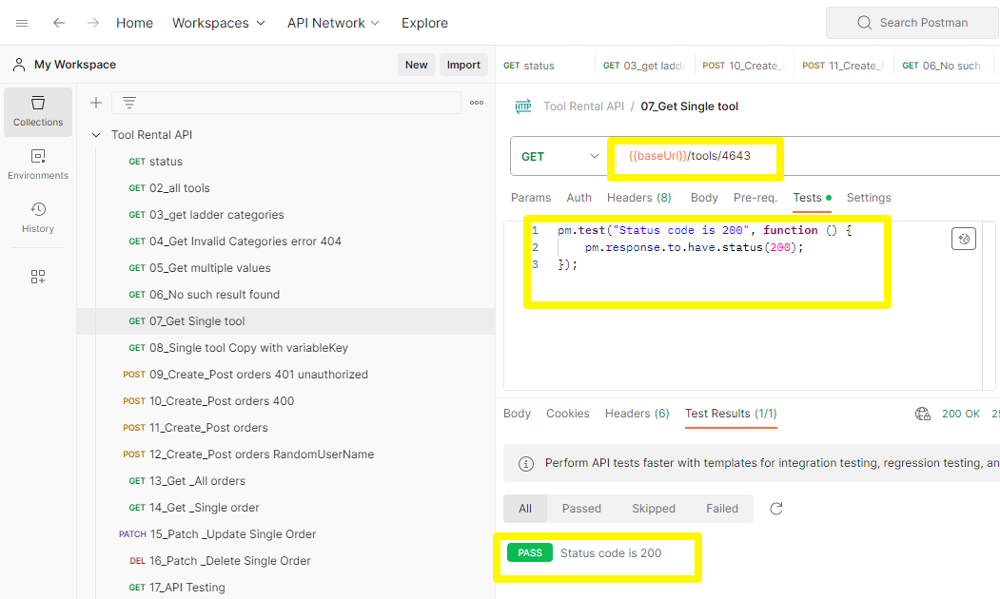 Home Workspaces API Network Explore Search Postman
My Workspace New Import
GET status GET 03_get ladde POST 10_Create_ POST 11_Create_ GET 06_No such
Collections
Environments
History
Tool Rental API
GET status
GET 02_all tools
GET 03_get ladder categories
GET 04_Get Invalid Categories error 404
GET 05_Get multiple values
GET 06_No such result found
GET 07_Get Single tool
GET 08_Single tool Copy with variableKey
POST 09_Create_Post orders 401 unauthorized
POST 10_Create_Post orders 400
POST 11_Create_Post orders
POST 12_Create_Post orders RandomUserName
GET 13_Get _All orders
GET 14_Get _Single order
PATCH 15_Patch _Update Single Order
DEL 16_Patch _Delete Single Order
GET 17_API Testing
HTTP Tool Rental API / 07_Get Single tool
GET {{baseUrl}}/tools/4643
Params Auth Headers (8) Body Pre-req. Tests Settings
1 pm.test("Status code is 200", function () {
2 pm.response.to.have.status(200);
3 });
Body Cookies Headers (6) Test Results (1/1) 200 OK
Perform API tests faster with templates for integration testing, regression testing, an
All Passed Skipped Failed
PASS Status code is 200